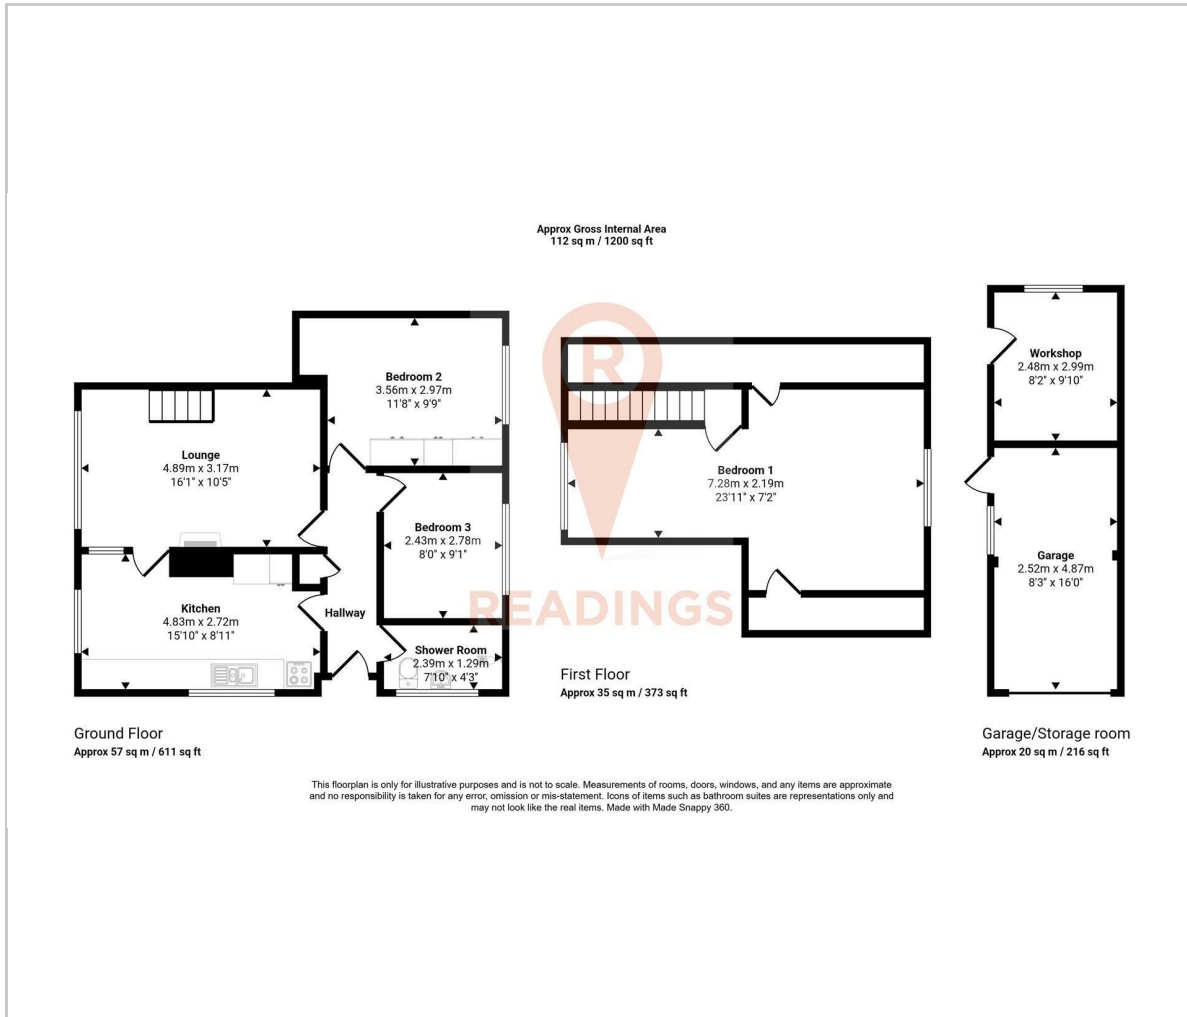 Approx Gross Internal Area
112 sq m / 1200 sq ft
Bedroom 2
3.56m x 2.97m
11'8" x 9'9"
Lounge
4.89m x 3.17m
16'1" x 10'5"
Bedroom 3
2.43m x 2.78m
8'0" x 9'1"
Kitchen
4.83m x 2.72m
15'10" x 8'11"
Hallway
Shower Room
2.39m x 1.29m
7'10" x 4'3"
Ground Floor
Approx 57 sq m / 611 sq ft
R
READINGS
Bedroom 1
7.28m x 2.19m
23'11" x 7'2"
First Floor
Approx 35 sq m / 373 sq ft
Workshop
2.48m x 2.99m
8'2" x 9'10"
Garage
2.52m x 4.87m
8'3" x 16'0"
Garage/Storage room
Approx 20 sq m / 216 sq ft
This floorplan is only for illustrative purposes and is not to scale. Measurements of rooms, doors, windows, and any items are approximate
and no responsibility is taken for any error, omission or mis-statement. Icons of items such as bathroom suites are representations only and
may not look like the real items. Made with Made Snappy 360.